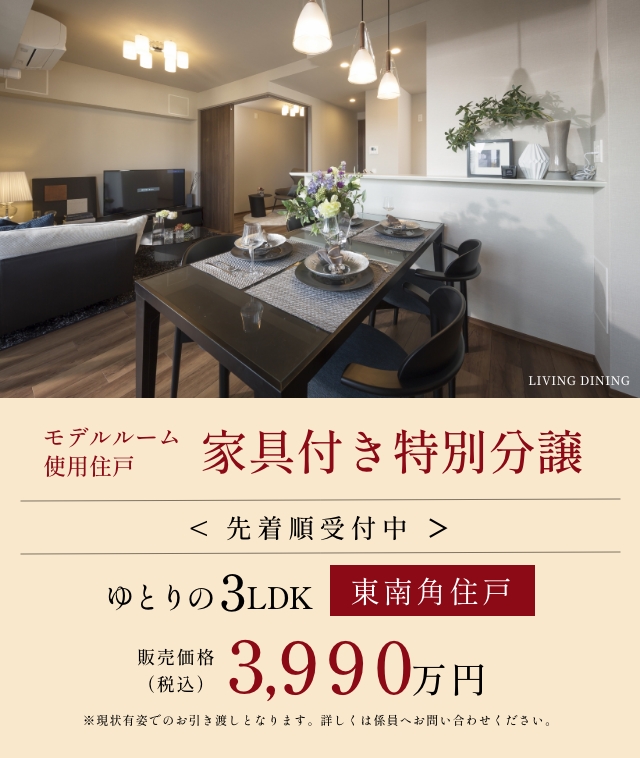 LIVING DINING
モデルルーム
使用住戸
家具付き特別分譲
＜ 先着順受付中 ＞
ゆとりの3LDK 東南角住戸
販売価格
（税込）
3,990万円
※現状有姿でのお引き渡しとなります。詳しくは係員へお問い合わせください。